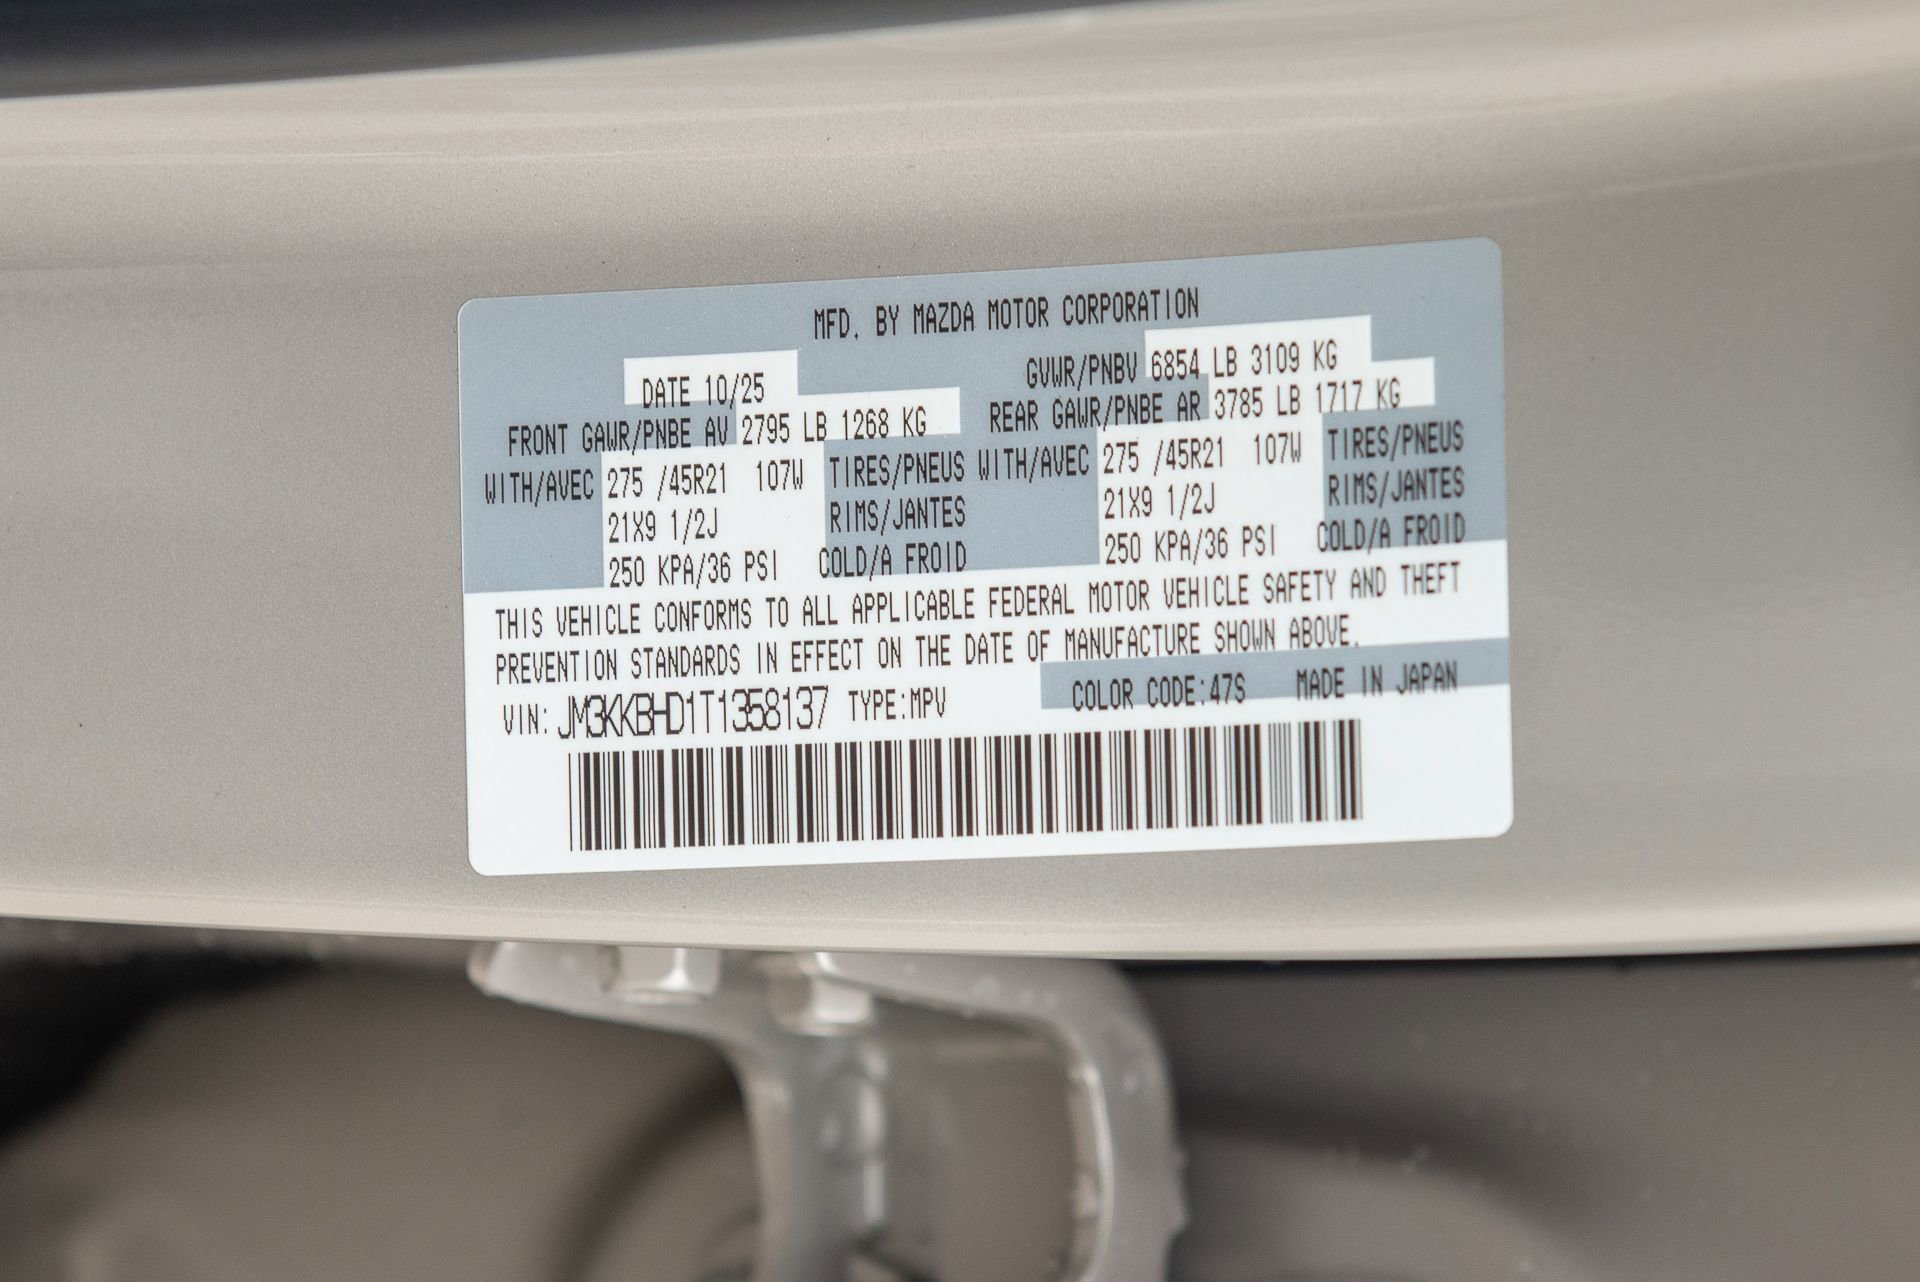 MFD. BY MAZDA MOTOR CORPORATION
DATE 10/25 GVWR/PNBV 6854 LB 3109 KG
FRONT GAWR/PNBE AV 2795 LB 1268 KG REAR GAWR/PNBE AR 3785 LB 1717 KG
WITH/AVEC 275 /45R21 107W TIRES/PNEUS WITH/AVEC 275 /45R21 107W TIRES/PNEUS
21X9 1/2J RIMS/JANTES 21X9 1/2J RIMS/JANTES
250 KPA/36 PSI COLD/A FROID 250 KPA/36 PSI COLD/A FROID
THIS VEHICLE CONFORMS TO ALL APPLICABLE FEDERAL MOTOR VEHICLE SAFETY AND THEFT
PREVENTION STANDARDS IN EFFECT ON THE DATE OF MANUFACTURE SHOWN ABOVE.
VIN: JM3KKBHD1T1358137 TYPE:MPV COLOR CODE:47S MADE IN JAPAN